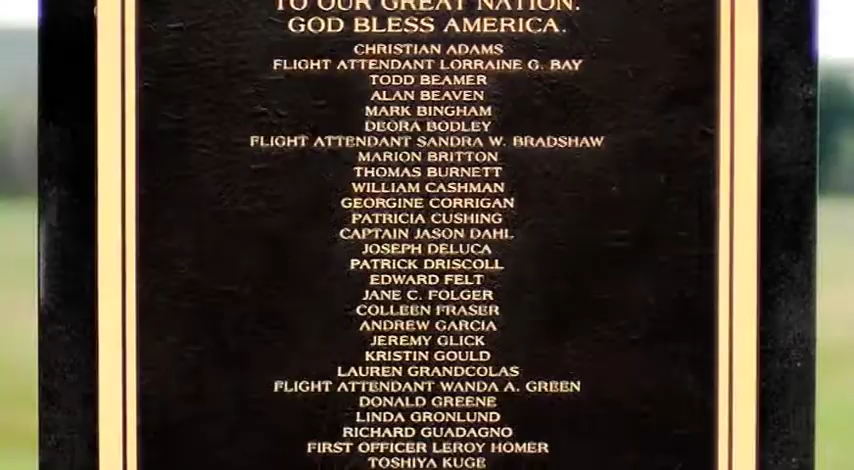 TO OUR GREAT NATION.
GOD BLESS AMERICA.
CHRISTIAN ADAMS
FLIGHT ATTENDANT LORRAINE G. BAY
TODD BEAMER
ALAN BEAVEN
MARK BINGHAM
DEORA BODLEY
FLIGHT ATTENDANT SANDRA W. BRADSHAW
MARION BRITTON
THOMAS BURNETT
WILLIAM CASHMAN
GEORGINE CORRIGAN
PATRICIA CUSHING
CAPTAIN JASON DAHL
JOSEPH DELUCA
PATRICK DRISCOLL
EDWARD FELT
JANE C. FOLGER
COLLEEN FRASER
ANDREW GARCIA
JEREMY GLICK
KRISTIN GOULD
LAUREN GRANDCOLAS
FLIGHT ATTENDANT WANDA A. GREEN
DONALD GREENE
LINDA GRONLUND
RICHARD GUADAGNO
FIRST OFFICER LEROY HOMER
TOSHIYA KUGE